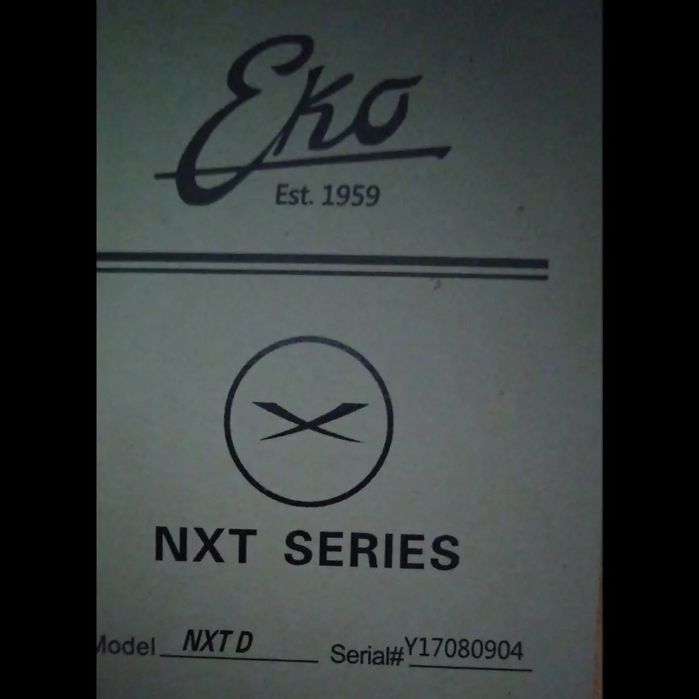 Eko
Est. 1959
NXT SERIES
Model NXT D Serial# Y17080904